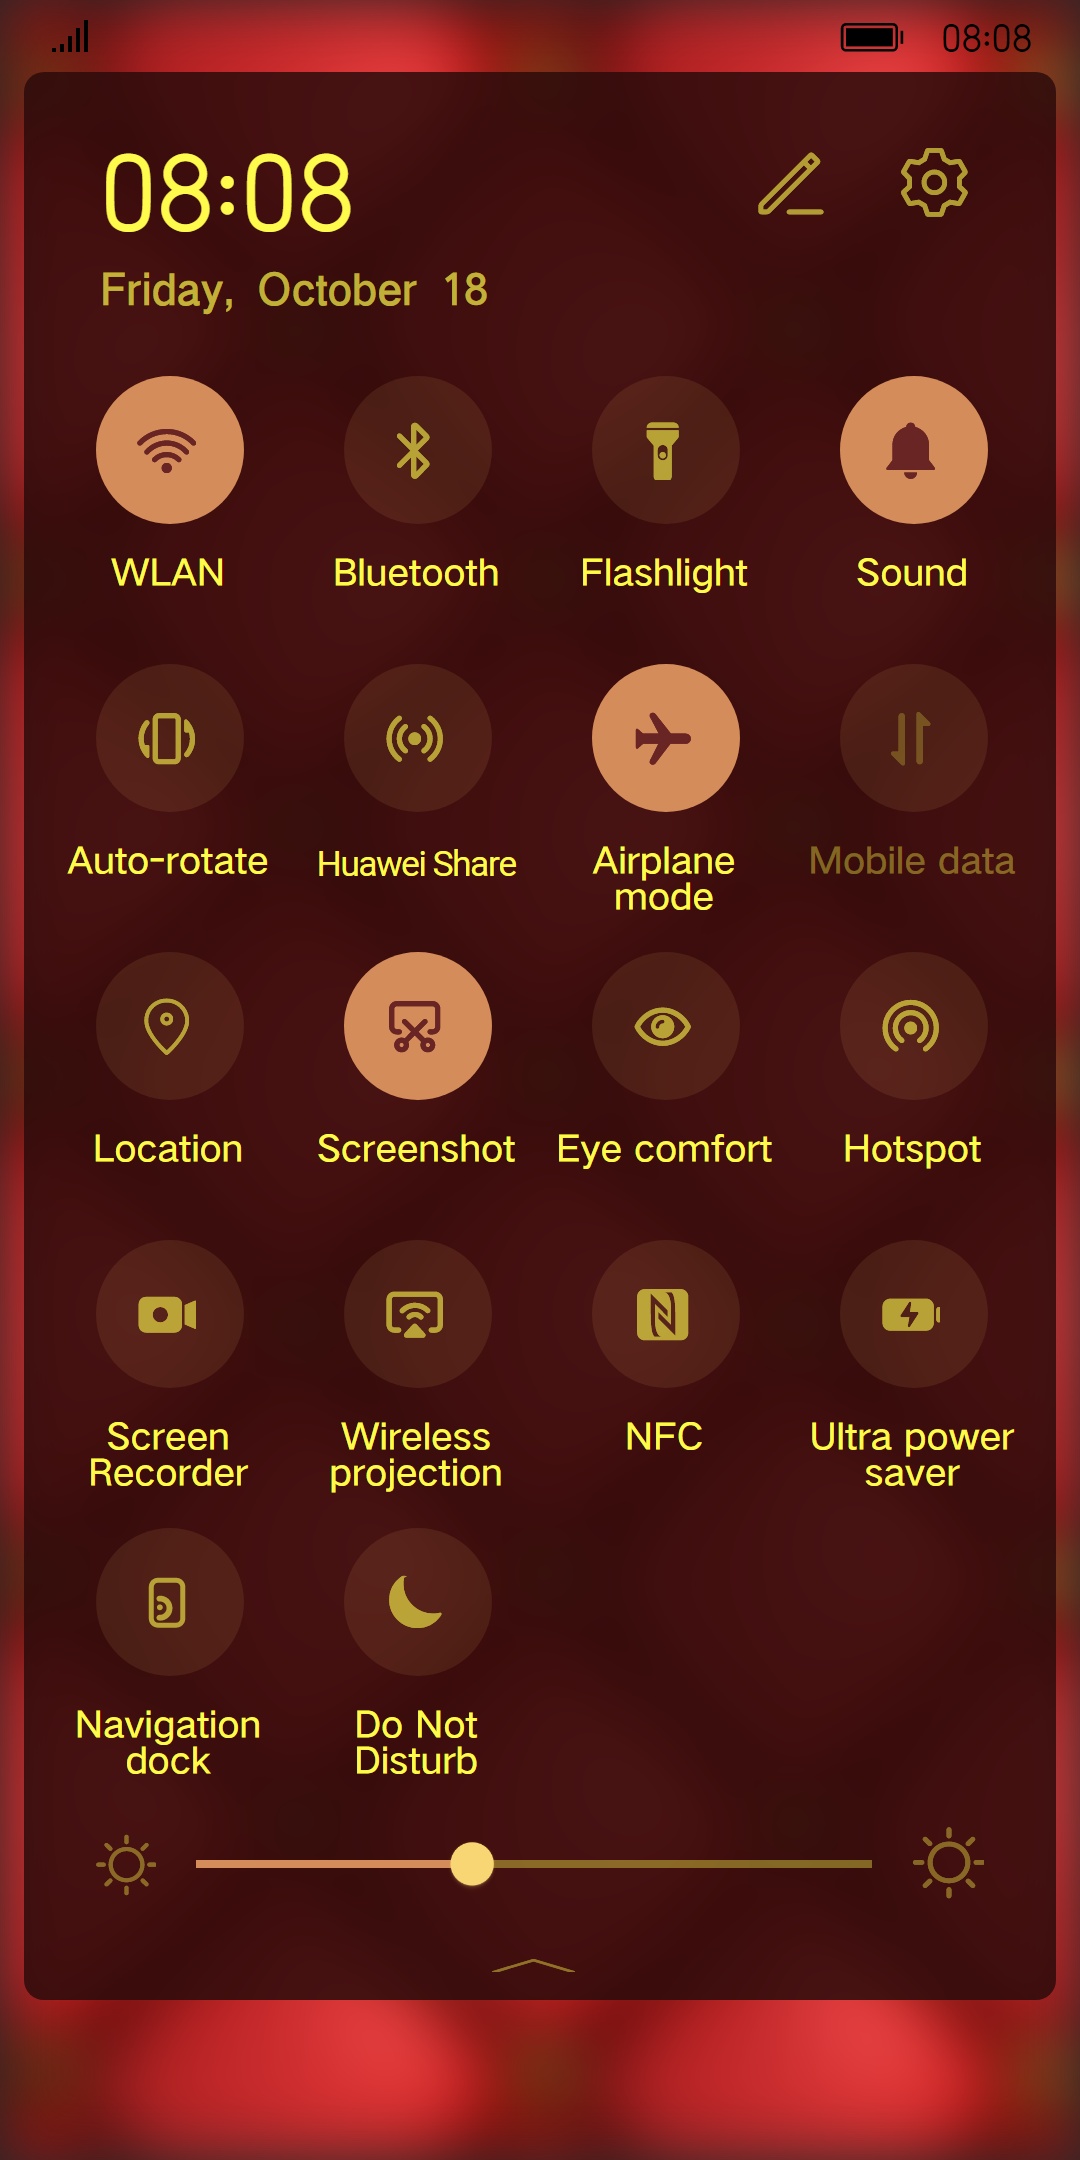 08:08
08:08
Friday, October 18
WLAN Bluetooth Flashlight Sound
Auto-rotate Huawei Share Airplane mode Mobile data
Location Screenshot Eye comfort Hotspot
Screen Recorder Wireless projection NFC Ultra power saver
Navigation dock Do Not Disturb